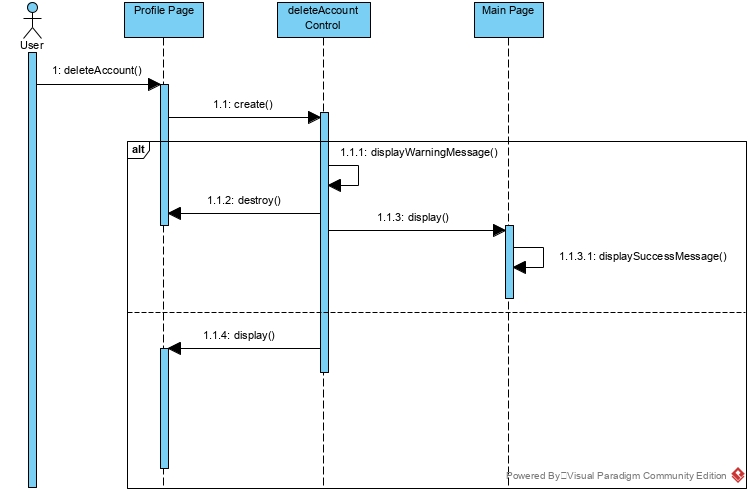 Profile Page
deleteAccount
Control
Main Page
User
1: deleteAccount()
1.1: create()
alt
1.1.1: displayWarningMessage()
1.1.2: destroy()
1.1.3: display()
1.1.3.1: displaySuccessMessage()
1.1.4: display()
Powered By Visual Paradigm Community Edition